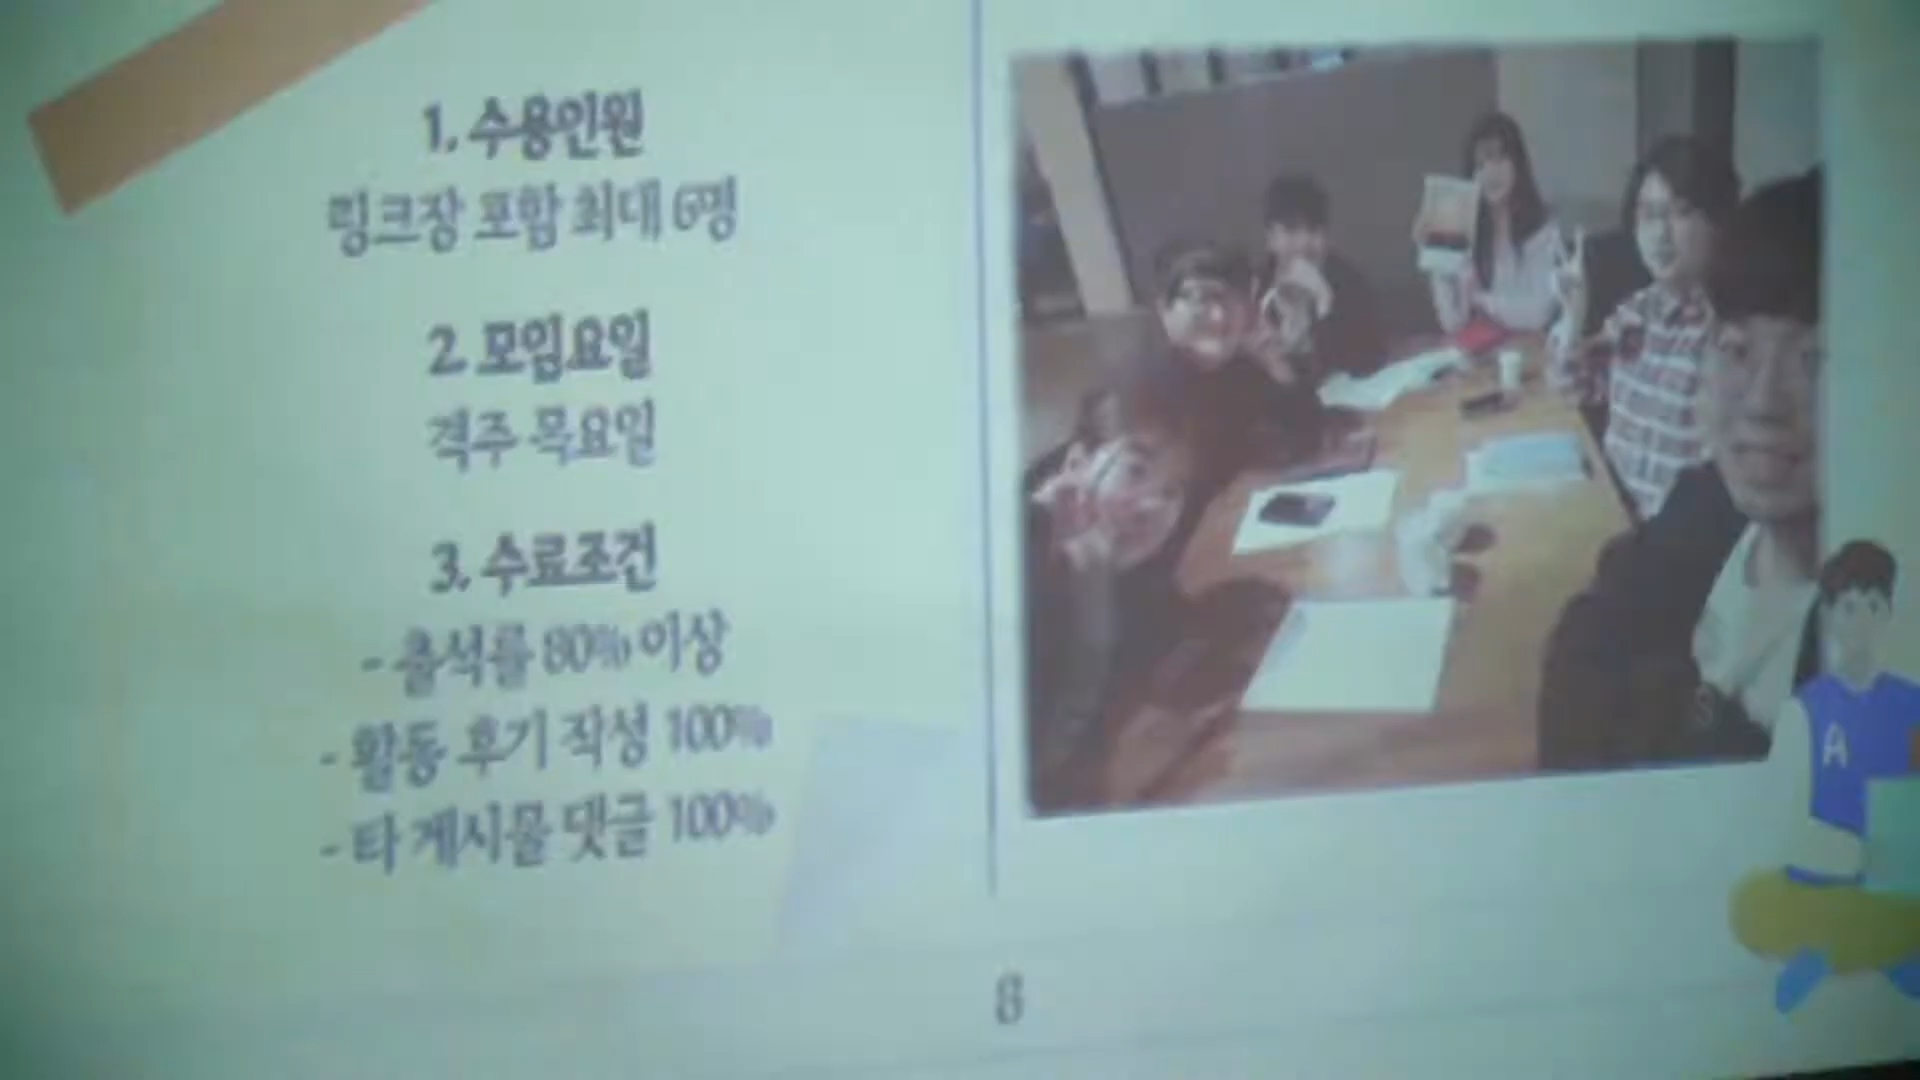 1. 수용인원
링크장 포함 최대 6명
2. 모임요일
격주 목요일
3. 수료조건
- 출석률 80% 이상
- 활동 후기 작성 100%
- 타 게시물 댓글 100%
A
8